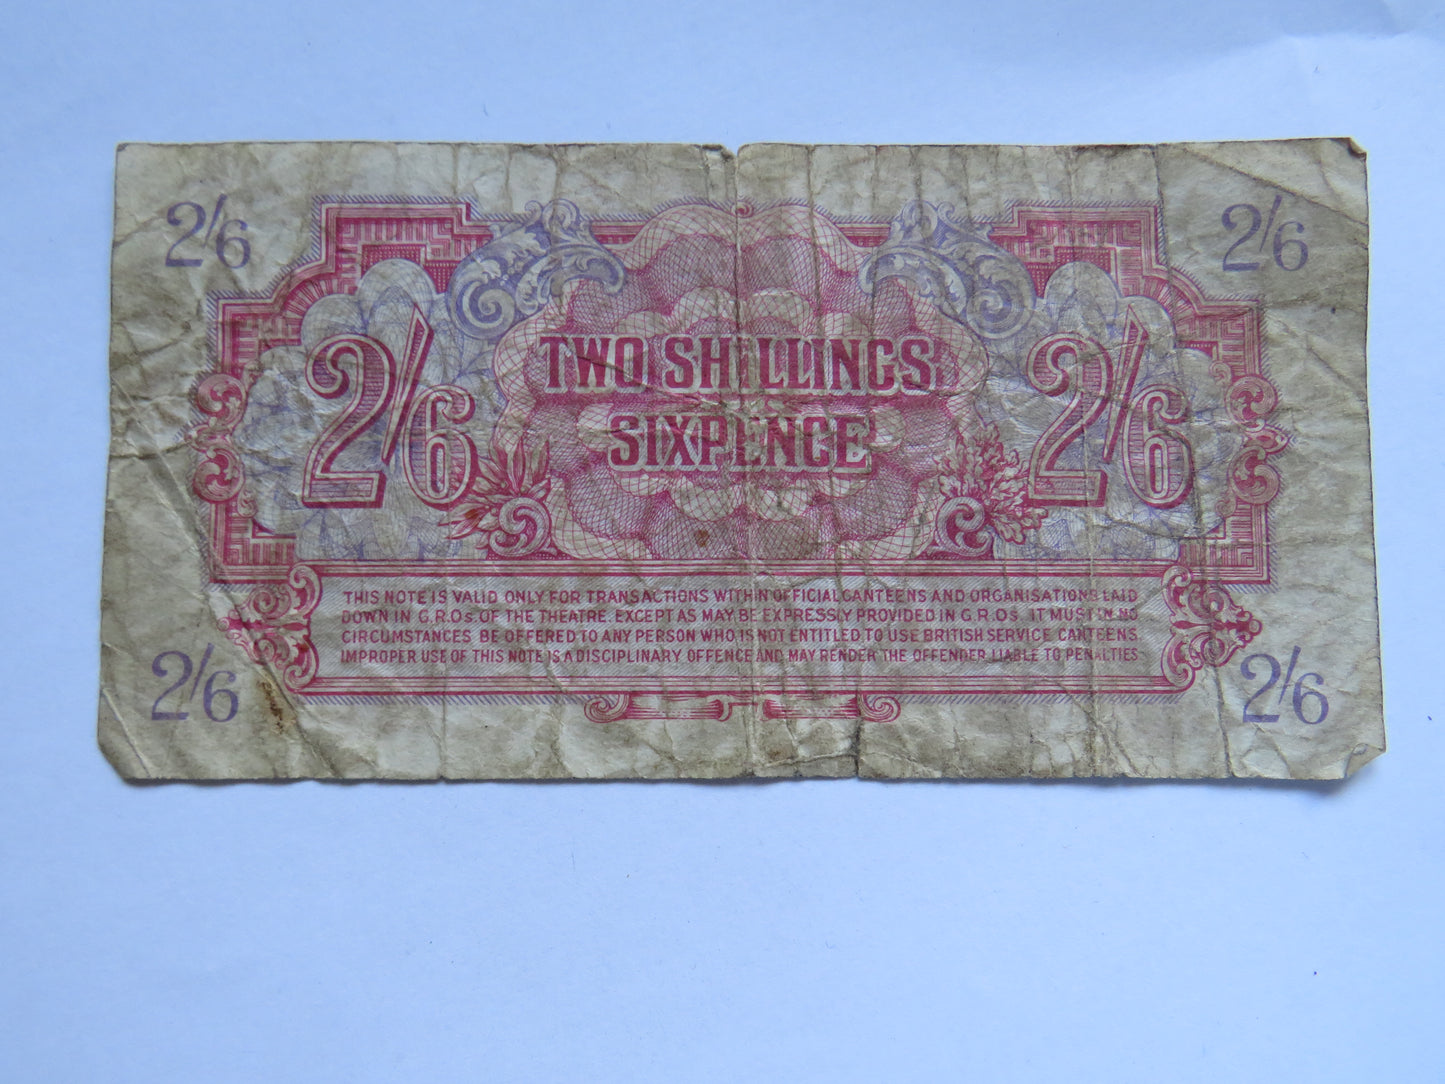 2/6 2/6
2/6 TWO SHILLINGS 2/6
SIXPENCE
THIS NOTE IS VALID ONLY FOR TRANSACTIONS WITHIN OFFICIAL CANTEENS AND ORGANISATIONS LAID
DOWN IN G.R.Os. OF THE THEATRE. EXCEPT AS MAY BE EXPRESSLY PROVIDED IN G.R.Os. IT MUST IN NO
CIRCUMSTANCES BE OFFERED TO ANY PERSON WHO IS NOT ENTITLED TO USE BRITISH SERVICE CANTEENS.
IMPROPER USE OF THIS NOTE IS A DISCIPLINARY OFFENCE AND MAY RENDER THE OFFENDER LIABLE TO PENALTIES
2/6 2/6